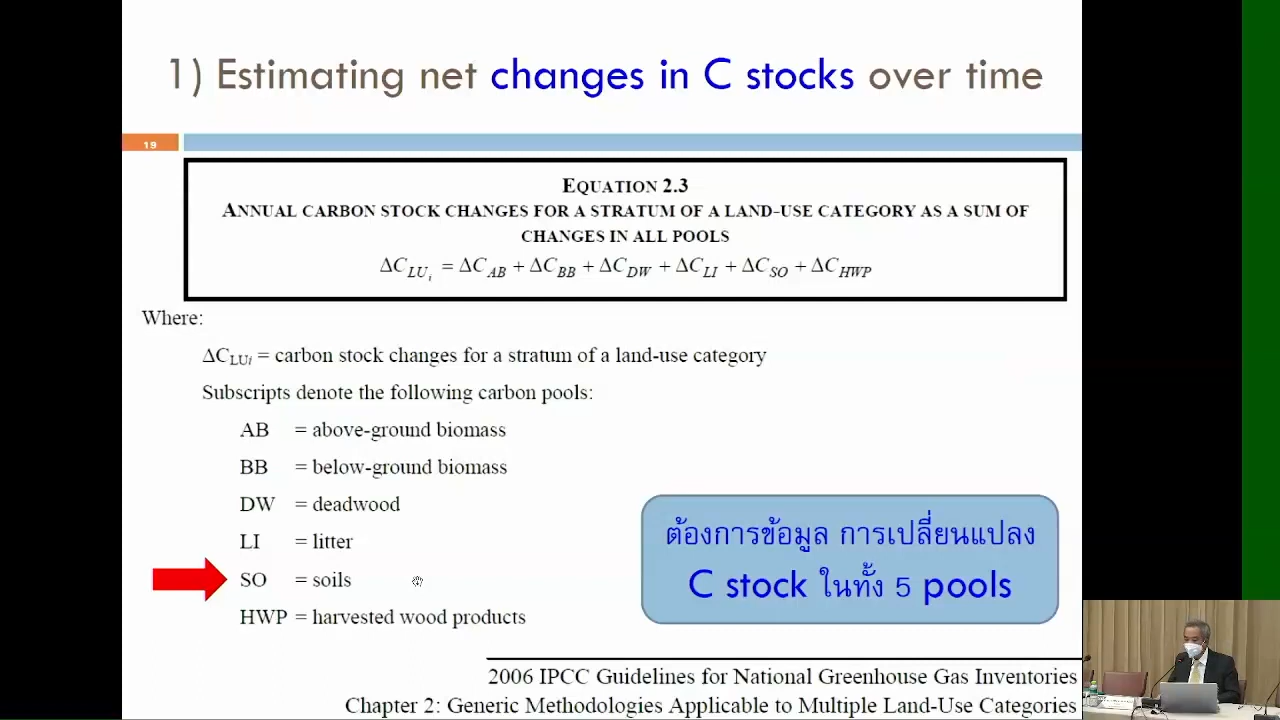 1) Estimating net changes in C stocks over time
19
EQUATION 2.3
ANNUAL CARBON STOCK CHANGES FOR A STRATUM OF A LAND-USE CATEGORY AS A SUM OF
CHANGES IN ALL POOLS
ΔC_LUi = ΔC_AB + ΔC_BB + ΔC_DW + ΔC_LI + ΔC_SO + ΔC_HWP
Where:
ΔC_LUi = carbon stock changes for a stratum of a land-use category
Subscripts denote the following carbon pools:
AB = above-ground biomass
BB = below-ground biomass
DW = deadwood
LI = litter
SO = soils
HWP = harvested wood products
ต้องการข้อมูล การเปลี่ยนแปลง
C stock ในทั้ง 5 pools
2006 IPCC Guidelines for National Greenhouse Gas Inventories
Chapter 2: Generic Methodologies Applicable to Multiple Land-Use Categories